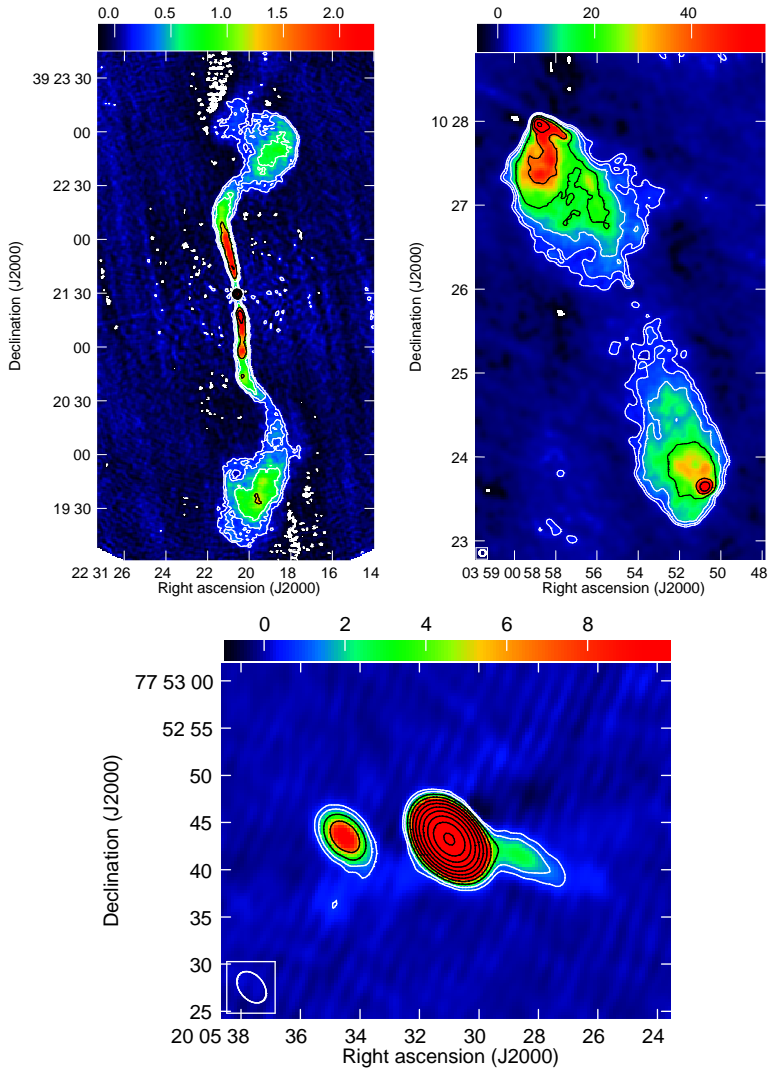 0.0 0.5 1.0 1.5 2.0
39 23 30
00
22 30
00
21 30
00
20 30
00
19 30
Declination (J2000)
22 31 26 24 22 20 18 16 14
Right ascension (J2000)
0 20 40
10 28
27
26
25
24
23
Declination (J2000)
03 59 00 58 56 54 52 50 48
Right ascension (J2000)
0 2 4 6 8
77 53 00
52 55
50
45
40
35
30
25
Declination (J2000)
20 05 38 36 34 32 30 28 26 24
Right ascension (J2000)